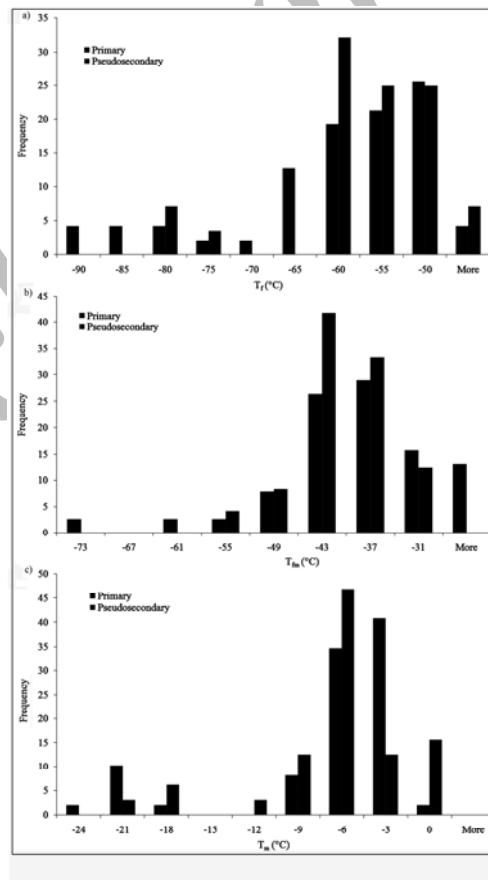 a)
35
30
25
20
15
10
5
0
Frequency
■ Primary
■ Pseudosecondary
-90 -85 -80 -75 -70 -65 -60 -55 -50 More
Tf (°C)
b)
45
40
35
30
25
20
15
10
5
0
Frequency
■ Primary
■ Pseudosecondary
-73 -67 -61 -55 -49 -43 -37 -31 More
Tfm (°C)
c)
50
45
40
35
30
25
20
15
10
5
0
Frequency
■ Primary
■ Pseudosecondary
-24 -21 -18 -15 -12 -9 -6 -3 0 More
Tm (°C)